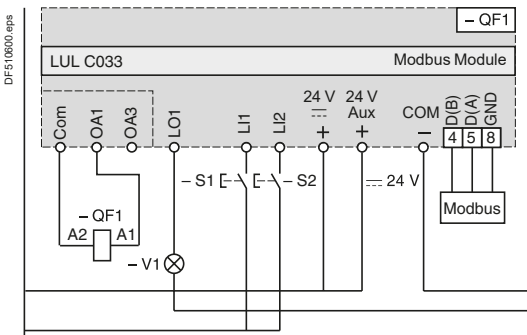 DF510600.eps
– QF1
LUL C033 Modbus Module
Com
OA1
OA3
LO1
LI1
LI2
24 V
+
24 V
Aux
+
COM
–
D(B)
D(A)
GND
4 5 8
– S1
– S2
24 V
Modbus
– QF1
A2 A1
– V1